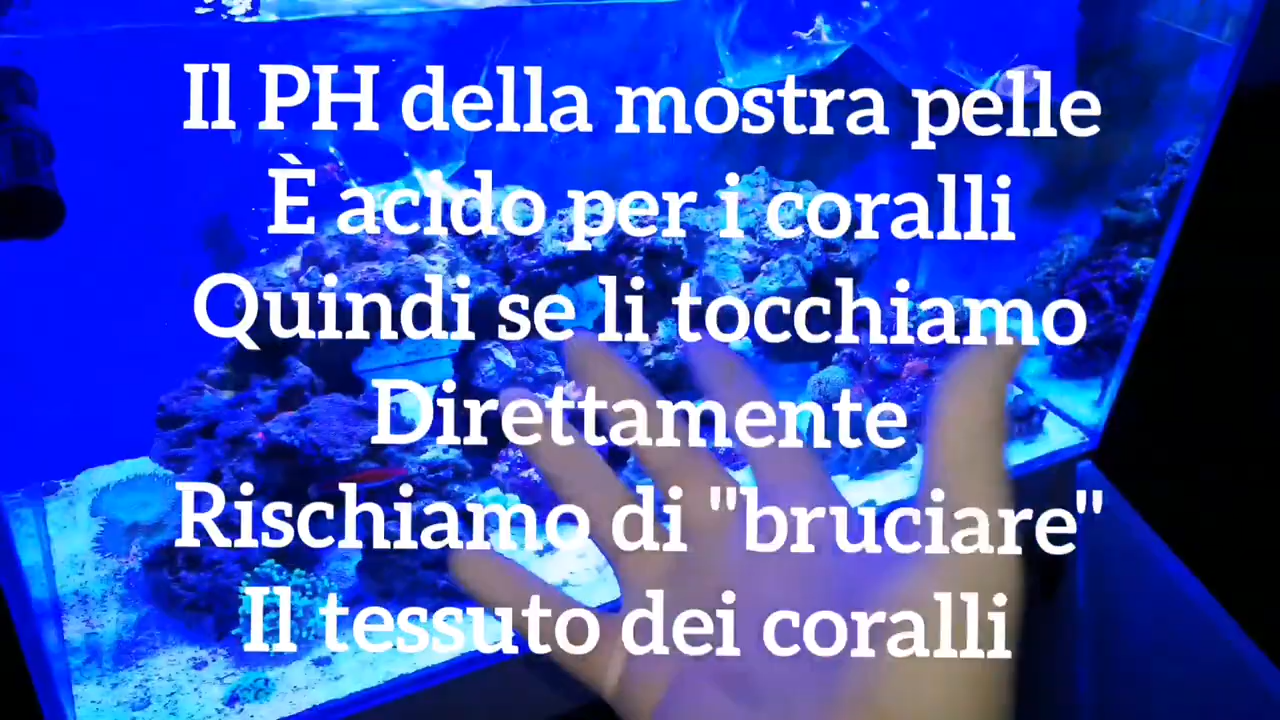 Il PH della mostra pelle
È acido per i coralli
Quindi se li tocchiamo
Direttamente
Rischiamo di "bruciare"
Il tessuto dei coralli